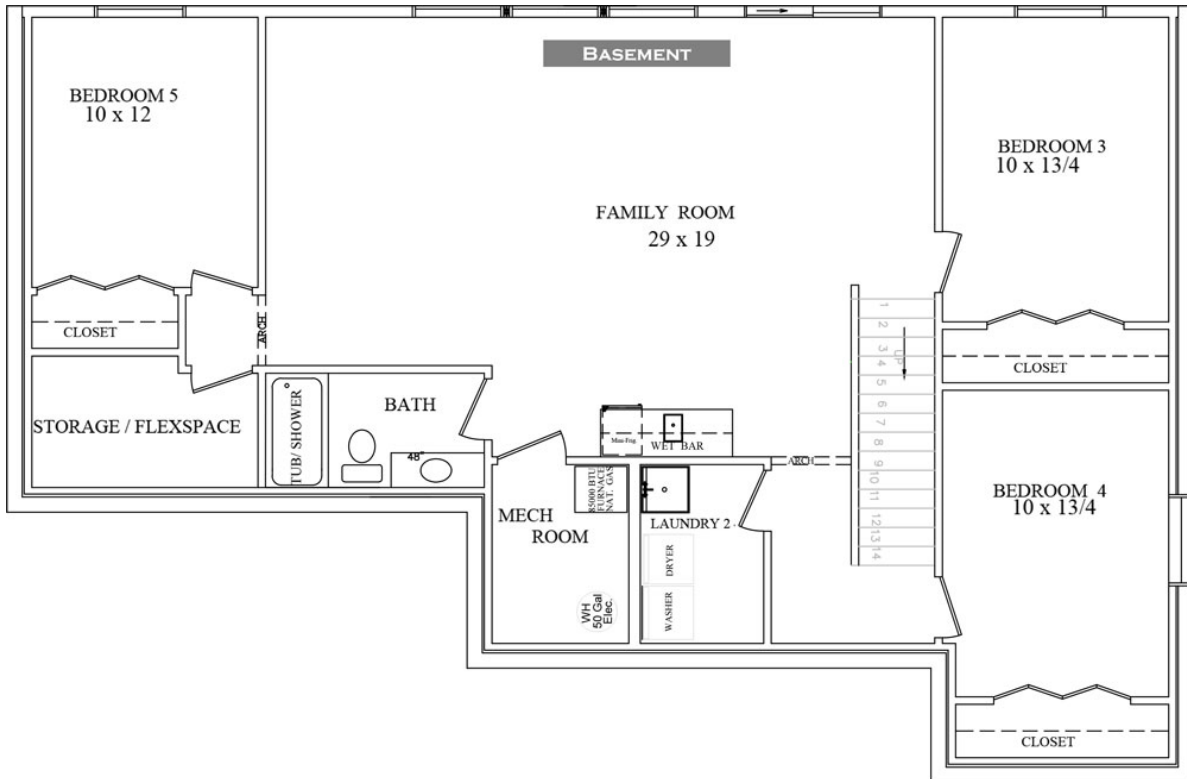 BASEMENT
BEDROOM 5
10 x 12
BEDROOM 3
10 x 13/4
FAMILY ROOM
29 x 19
1
2
3
4
5
6
7
8
9
10
11
12
13
14
UP
CLOSET
ARCH
CLOSET
STORAGE / FLEXSPACE
TUB/ SHOWER
BATH
48"
WET BAR
ARCH
85000 BTU
FURNACE
NAT. GAS
MECH
ROOM
LAUNDRY 2
DRYER
WASHER
WH
50 Gal
Elec.
BEDROOM 4
10 x 13/4
CLOSET